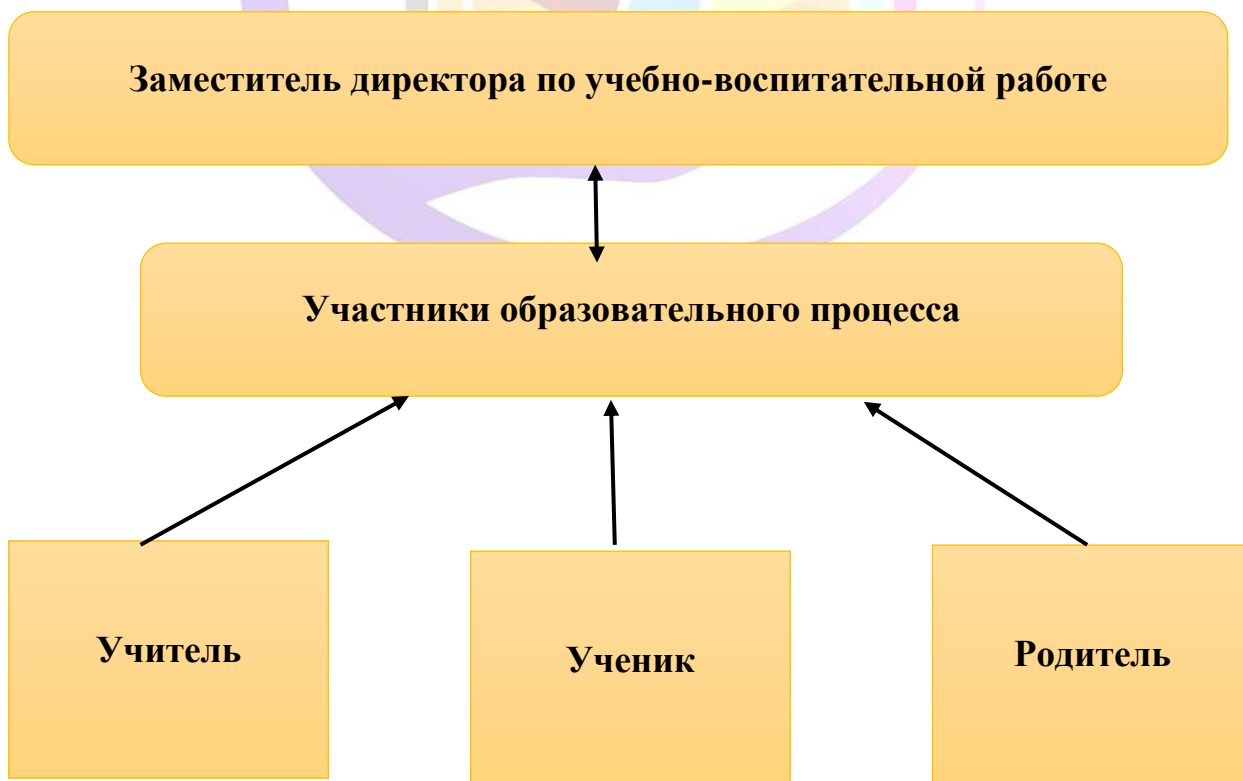 Заместитель директора по учебно-воспитательной работе
Участники образовательного процесса
Учитель
Ученик
Родитель